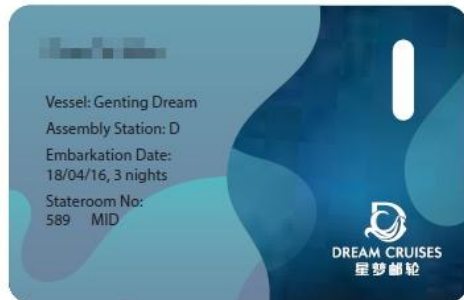 Vessel: Genting Dream
Assembly Station: D
Embarkation Date:
18/04/16, 3 nights
Stateroom No:
589 MID
DREAM CRUISES
星梦邮轮